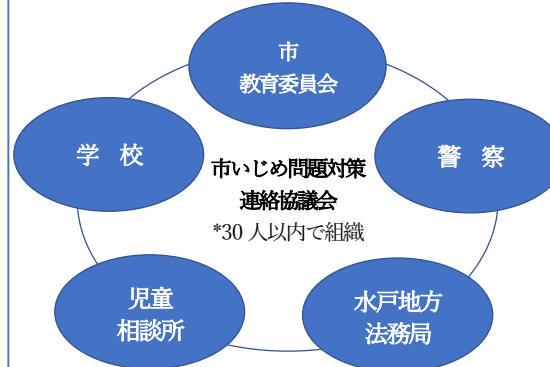 市
教育委員会
学　校
警　察
市いじめ問題対策
連絡協議会
*30 人以内で組織
児童
相談所
水戸地方
法務局